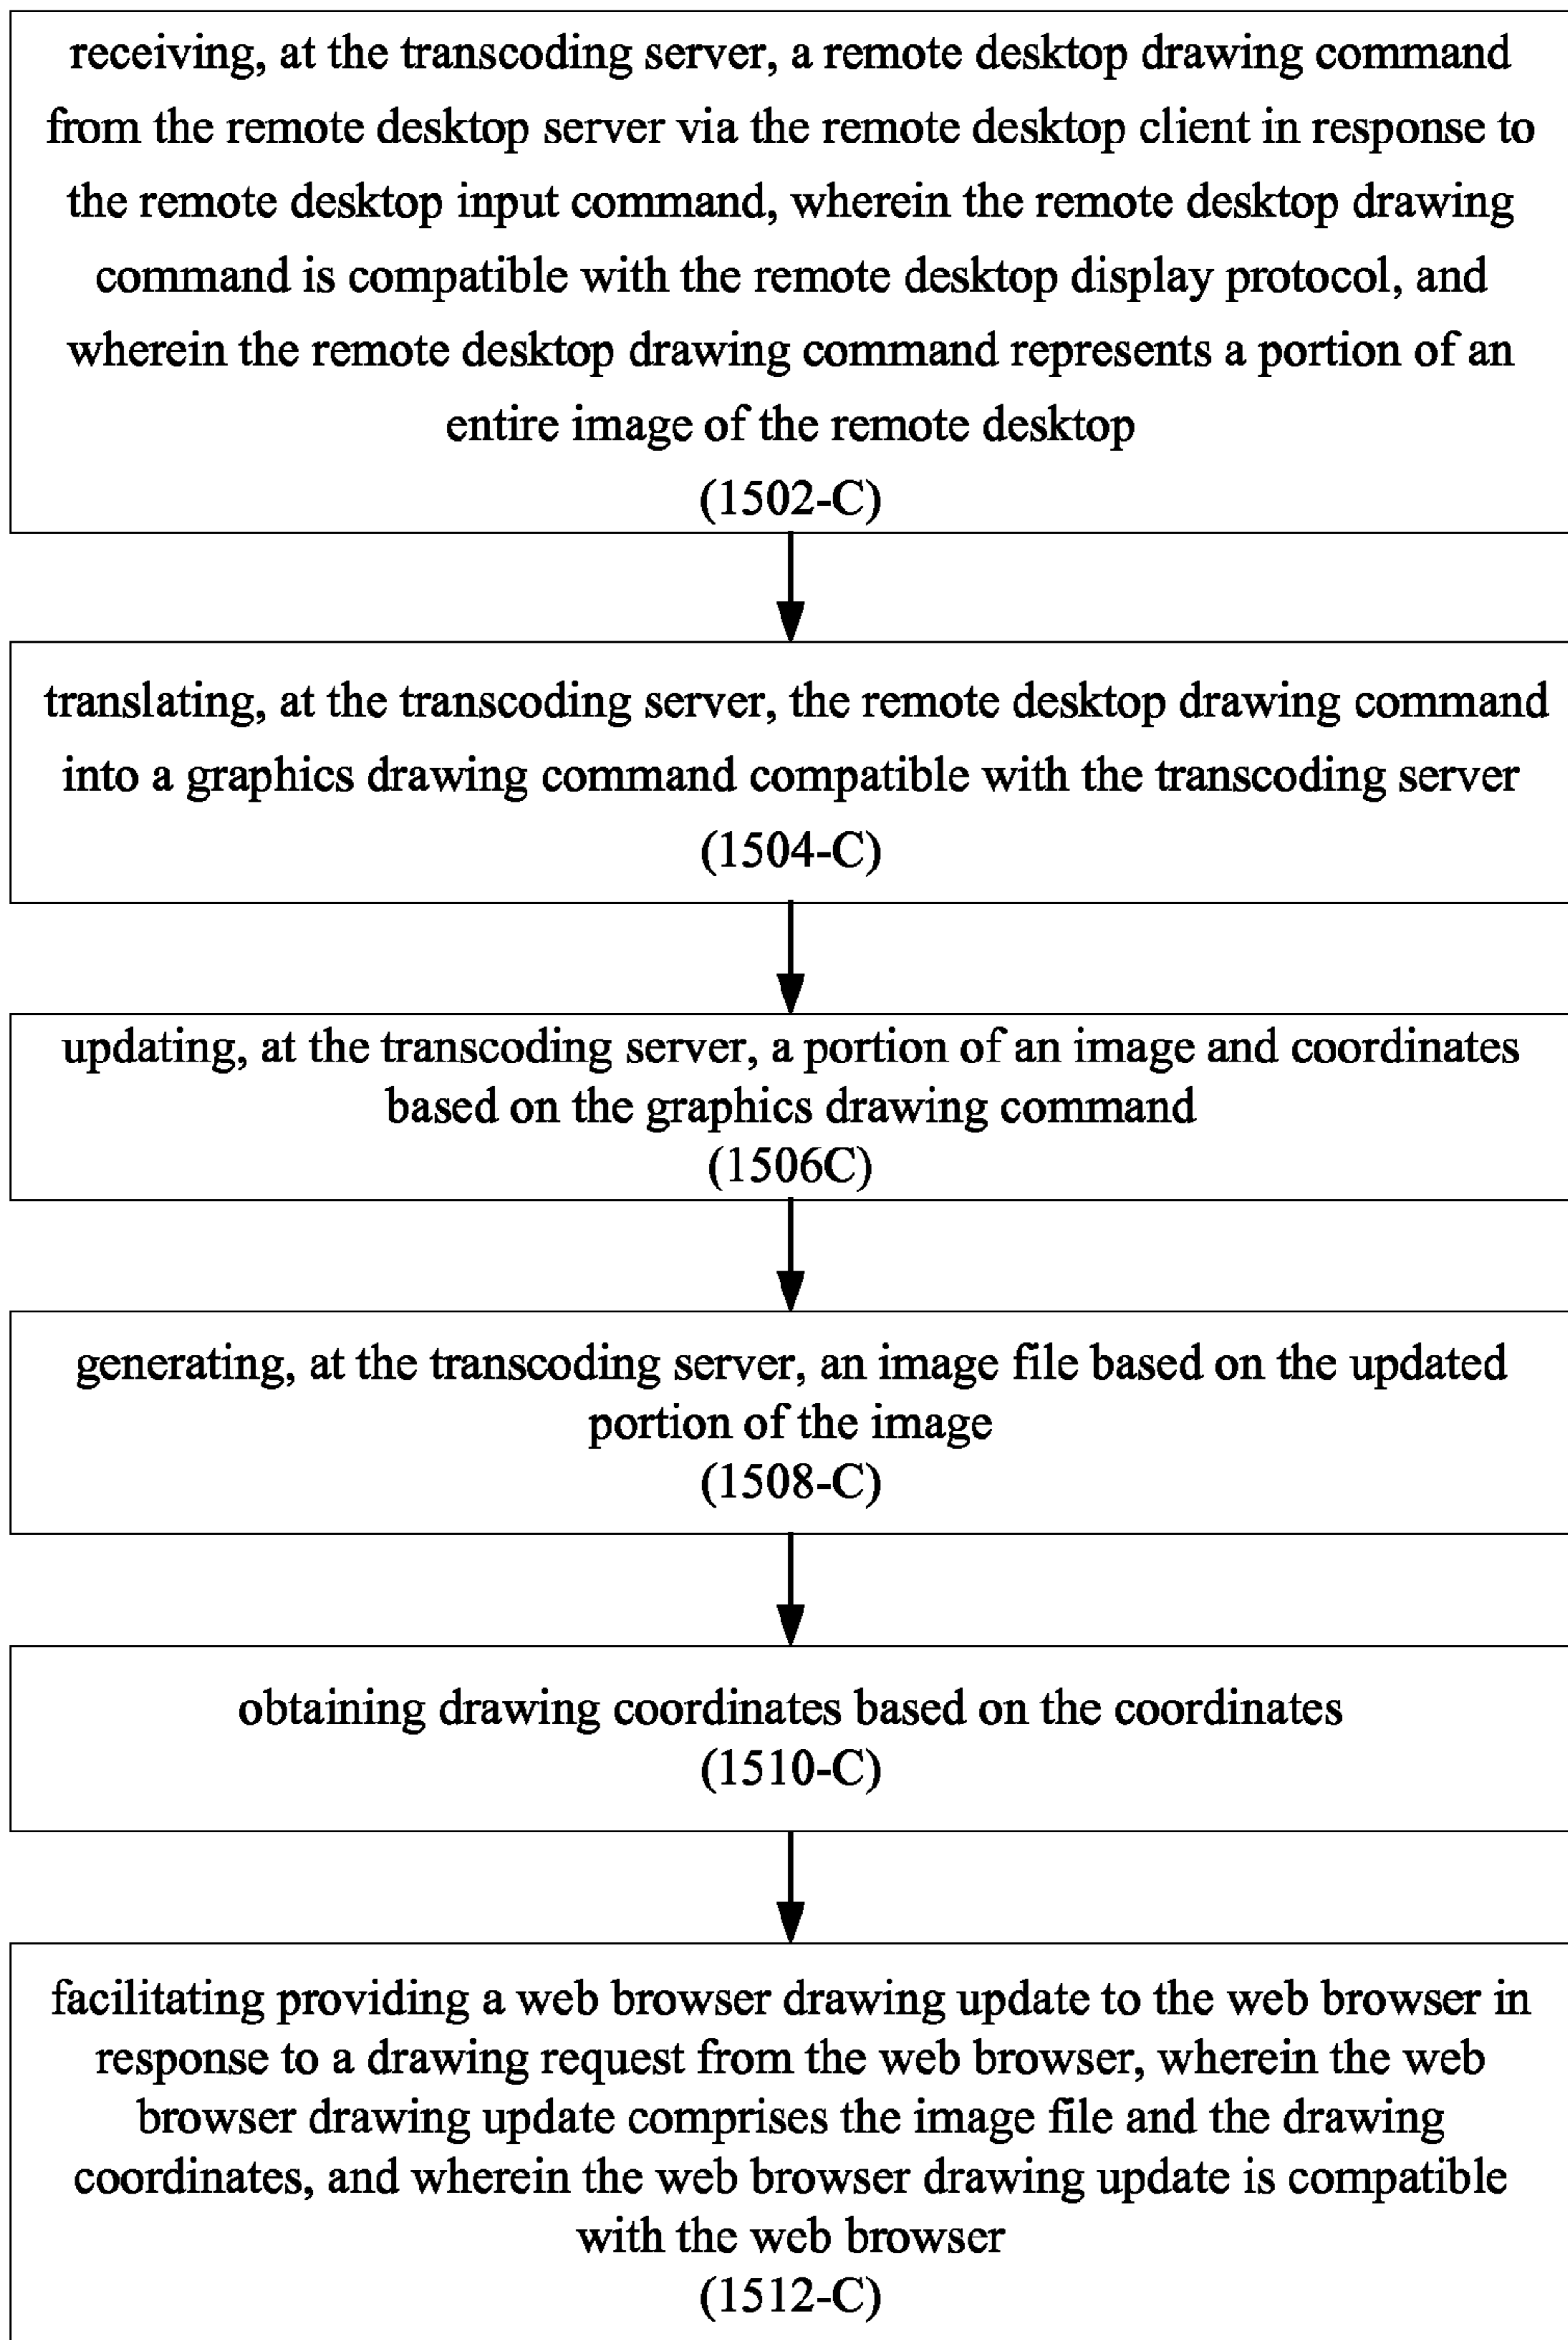 receiving, at the transcoding server, a remote desktop drawing command
from the remote desktop server via the remote desktop client in response to
the remote desktop input command, wherein the remote desktop drawing
command is compatible with the remote desktop display protocol, and
wherein the remote desktop drawing command represents a portion of an
entire image of the remote desktop
(1502-C)
translating, at the transcoding server, the remote desktop drawing command
into a graphics drawing command compatible with the transcoding server
(1504-C)
updating, at the transcoding server, a portion of an image and coordinates
based on the graphics drawing command
(1506C)
generating, at the transcoding server, an image file based on the updated
portion of the image
(1508-C)
obtaining drawing coordinates based on the coordinates
(1510-C)
facilitating providing a web browser drawing update to the web browser in
response to a drawing request from the web browser, wherein the web
browser drawing update comprises the image file and the drawing
coordinates, and wherein the web browser drawing update is compatible
with the web browser
(1512-C)